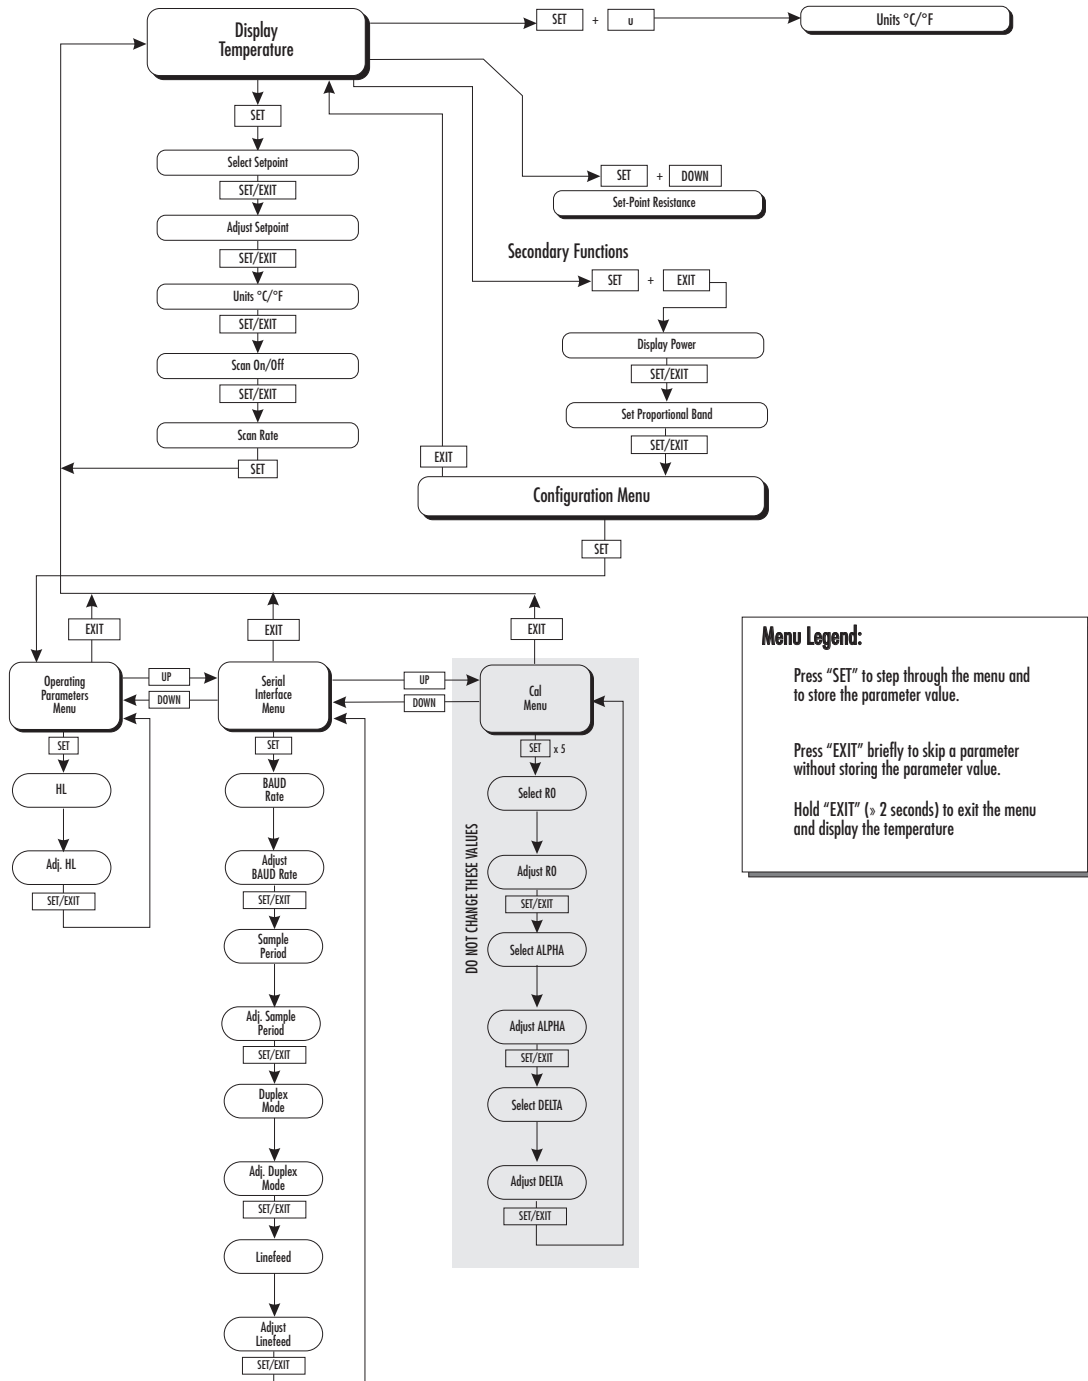 Display
Temperature
SET + u
Units °C/°F
SET
Select Setpoint
SET/EXIT
Adjust Setpoint
SET/EXIT
Units °C/°F
SET/EXIT
Scan On/Off
SET/EXIT
Scan Rate
SET
SET + DOWN
Set-Point Resistance
Secondary Functions
SET + EXIT
Display Power
SET/EXIT
Set Proportional Band
SET/EXIT
EXIT
Configuration Menu
SET
EXIT
EXIT
EXIT
Operating
Parameters
Menu
UP
DOWN
Serial
Interface
Menu
UP
DOWN
Cal
Menu
SET
HL
Adj. HL
SET/EXIT
SET
BAUD
Rate
Adjust
BAUD Rate
SET/EXIT
Sample
Period
Adj. Sample
Period
SET/EXIT
Duplex
Mode
Adj. Duplex
Mode
SET/EXIT
Linefeed
Adjust
Linefeed
SET/EXIT
SET x 5
Select R0
Adjust R0
SET/EXIT
Select ALPHA
Adjust ALPHA
SET/EXIT
Select DELTA
Adjust DELTA
SET/EXIT
DO NOT CHANGE THESE VALUES
Menu Legend:
Press “SET” to step through the menu and
to store the parameter value.
Press “EXIT” briefly to skip a parameter
without storing the parameter value.
Hold “EXIT” (» 2 seconds) to exit the menu
and display the temperature